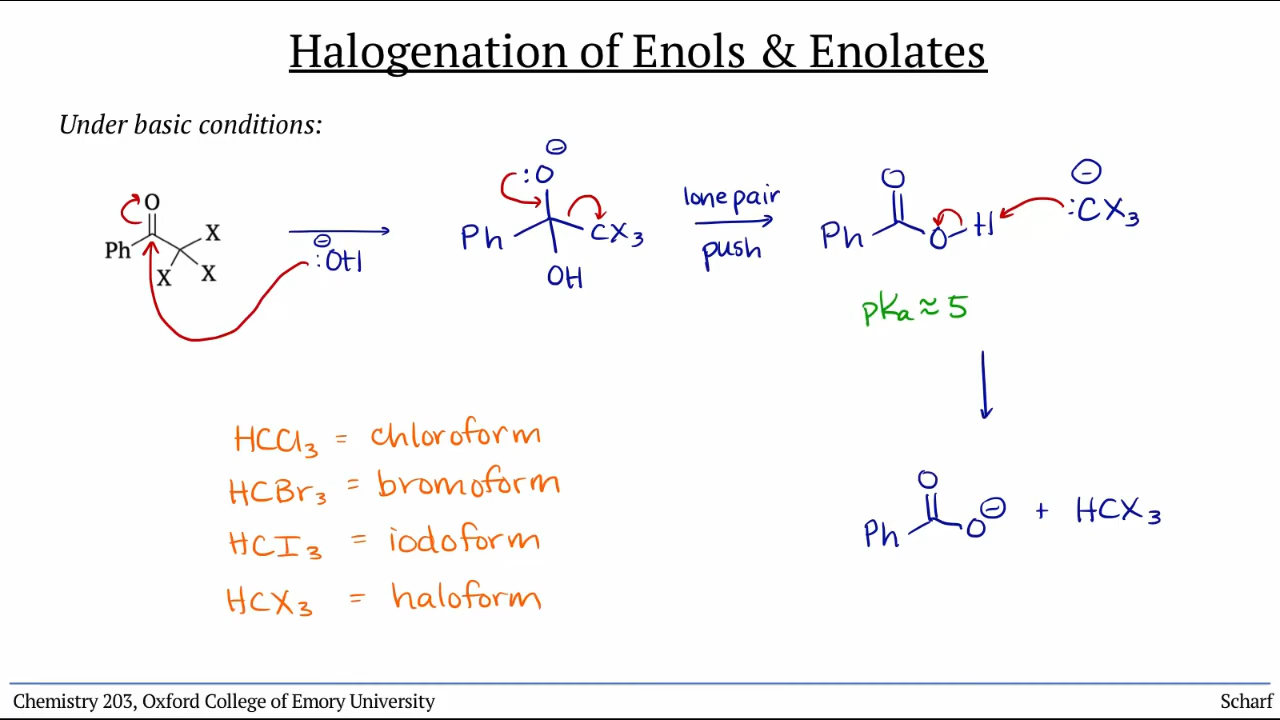 Halogenation of Enols & Enolates
Under basic conditions:
O
Ph
X
X
X
⊖
:OH
⊖
:O
Ph
CX3
OH
lone pair
push
O
Ph
O
H
⊖
:CX3
pKa ≈ 5
HCCl3 = chloroform
HCBr3 = bromoform
HCI3 = iodoform
HCX3 = haloform
O
Ph
O⊖ + HCX3
Chemistry 203, Oxford College of Emory University
Scharf